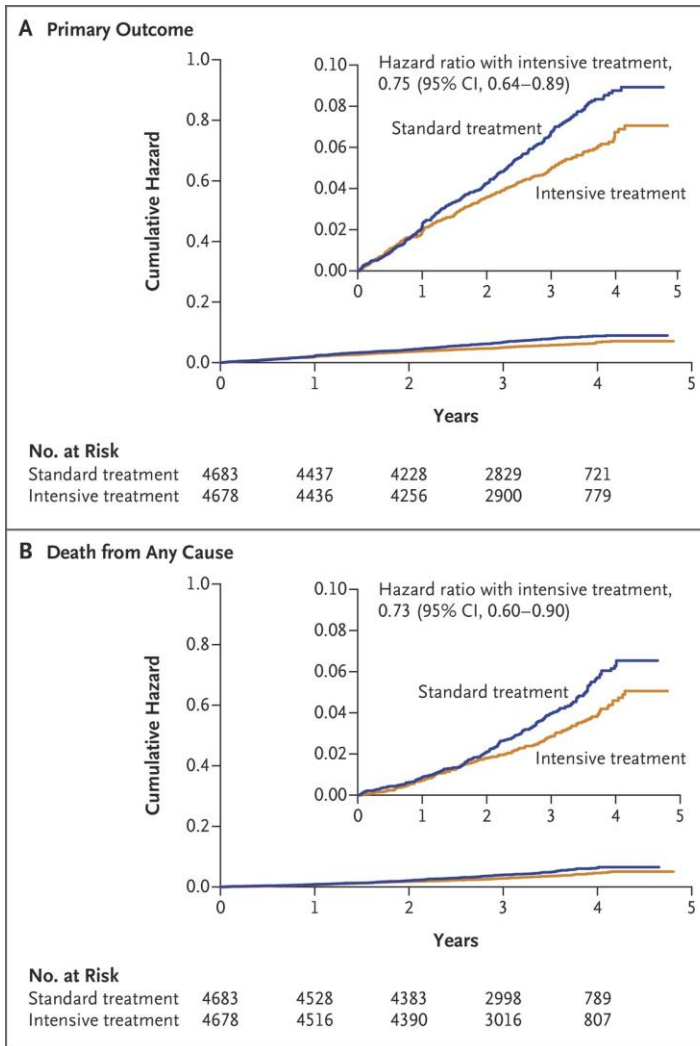 A Primary Outcome
1.0
0.8
0.6
0.4
0.2
0.0
Cumulative Hazard
0.10
0.08
0.06
0.04
0.02
0.00
Hazard ratio with intensive treatment,
0.75 (95% CI, 0.64–0.89)
Standard treatment
Intensive treatment
0 1 2 3 4 5
0 1 2 3 4 5
Years
No. at Risk
Standard treatment 4683 4437 4228 2829 721
Intensive treatment 4678 4436 4256 2900 779
B Death from Any Cause
1.0
0.8
0.6
0.4
0.2
0.0
Cumulative Hazard
0.10
0.08
0.06
0.04
0.02
0.00
Hazard ratio with intensive treatment,
0.73 (95% CI, 0.60–0.90)
Standard treatment
Intensive treatment
0 1 2 3 4 5
0 1 2 3 4 5
Years
No. at Risk
Standard treatment 4683 4528 4383 2998 789
Intensive treatment 4678 4516 4390 3016 807